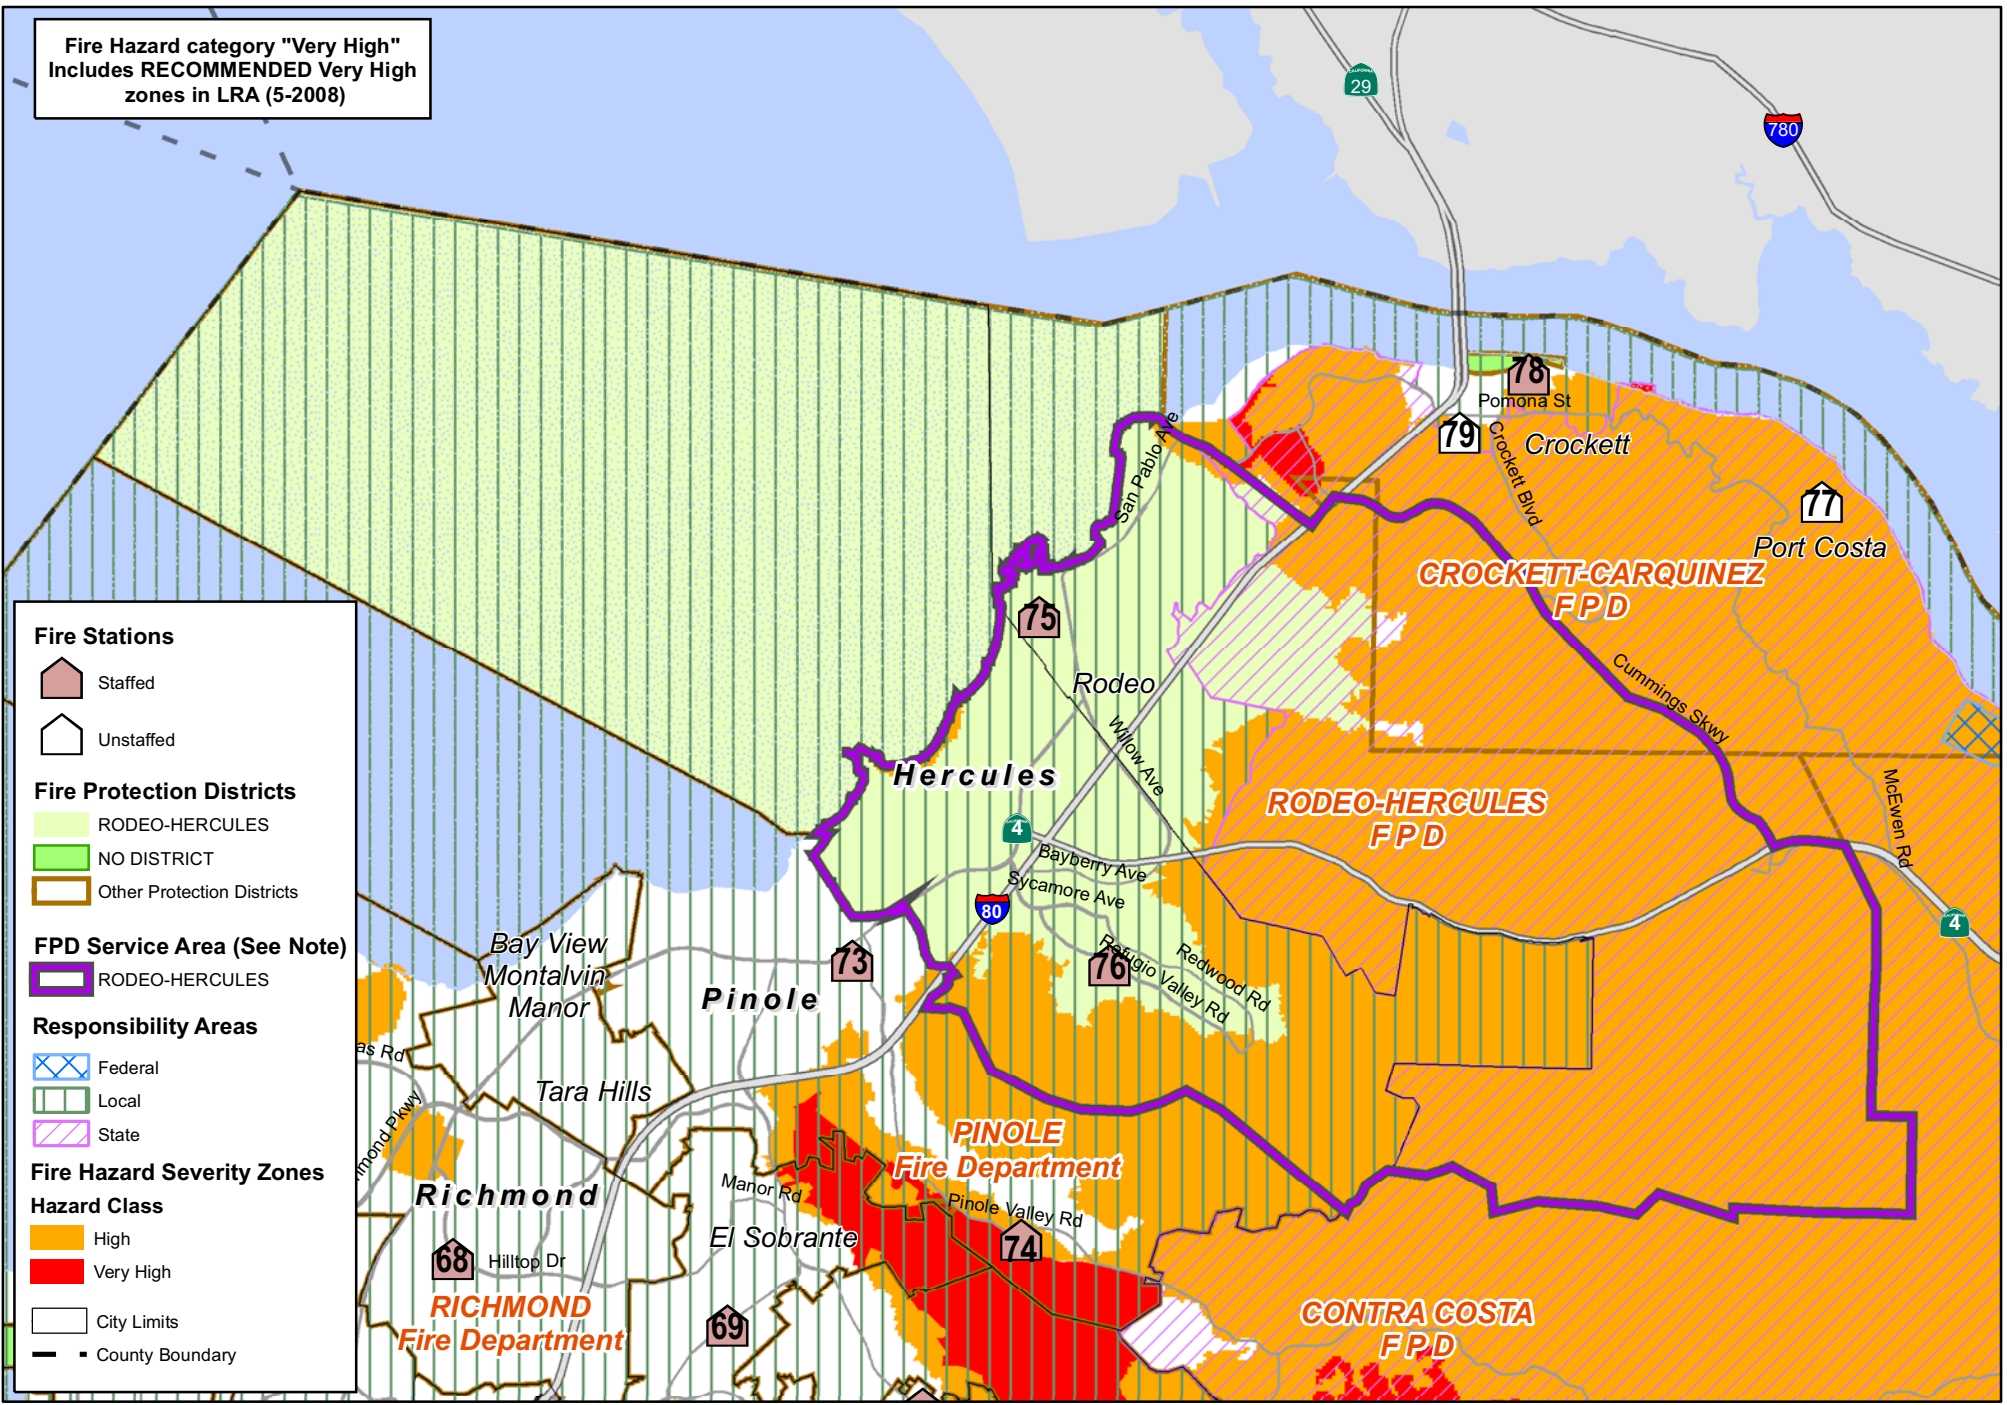 Fire Hazard category "Very High"
Includes RECOMMENDED Very High
zones in LRA (5-2008)
CALIFORNIA
29
780
78
Pomona St
79
Crockett
Crockett Blvd
77
Port Costa
San Pablo Ave
CROCKETT-CARQUINEZ
F P D
75
Rodeo
Cummings Skwy
Willow Ave
Hercules
RODEO-HERCULES
F P D
McEwen Rd
4
Bayberry Ave
Sycamore Ave
80
4
Bay View
Montalvin
Manor
73
Pinole
76
Refugio Valley Rd
Redwood Rd
as Rd
Tara Hills
mond Pkwy
PINOLE
Fire Department
Manor Rd
Richmond
Pinole Valley Rd
El Sobrante
74
68
Hilltop Dr
RICHMOND
Fire Department
69
CONTRA COSTA
F P D
Fire Stations
Staffed
Unstaffed
Fire Protection Districts
RODEO-HERCULES
NO DISTRICT
Other Protection Districts
FPD Service Area (See Note)
RODEO-HERCULES
Responsibility Areas
Federal
Local
State
Fire Hazard Severity Zones
Hazard Class
High
Very High
City Limits
County Boundary